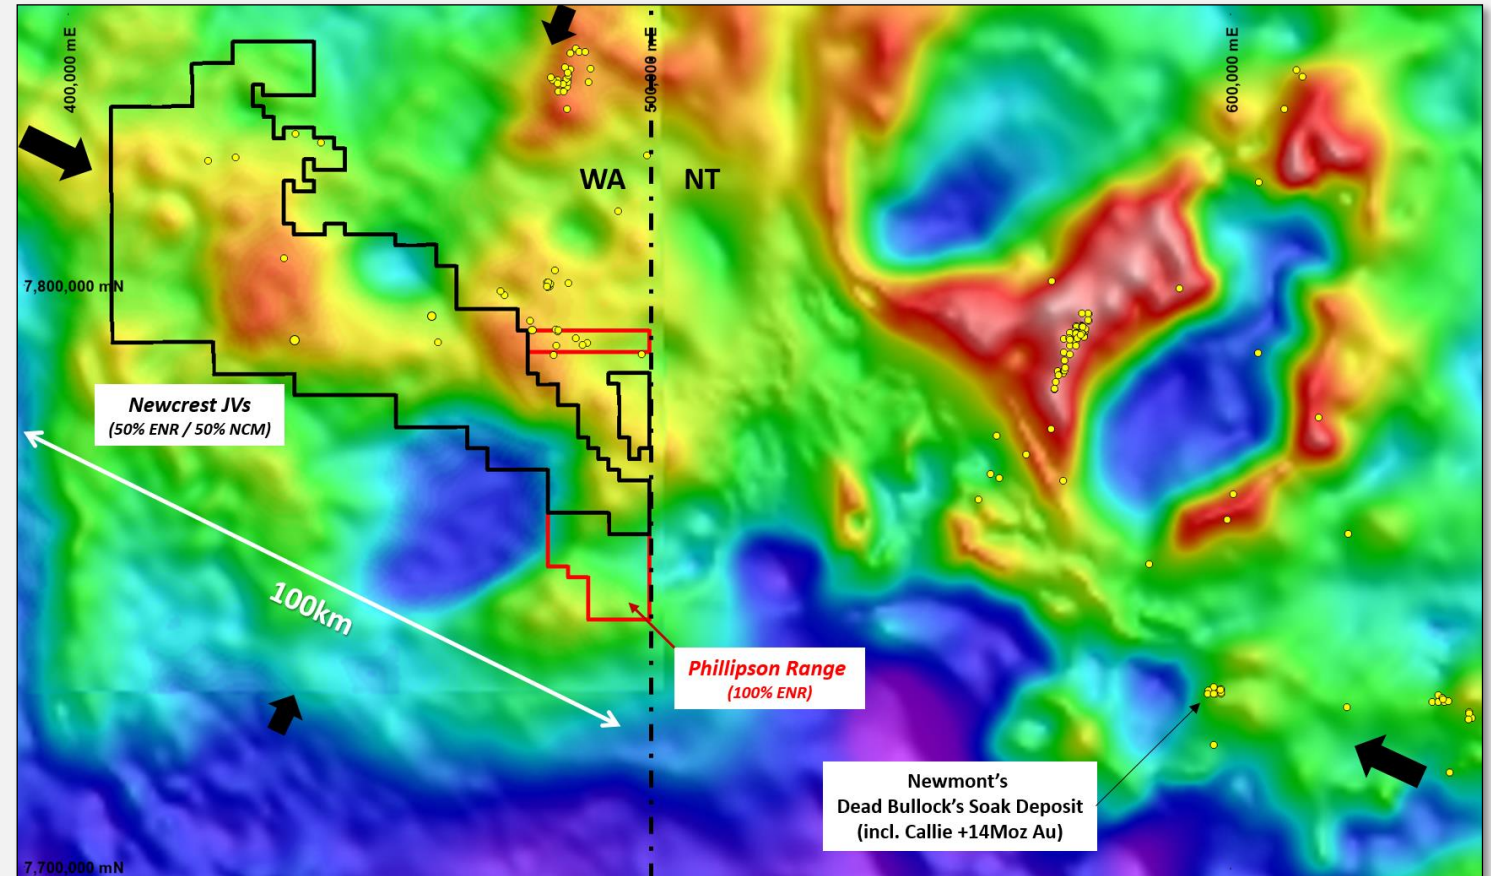 400,000 mE
500,000 mE
600,000 mE
WA
NT
7,800,000 mN
Newcrest JVs
(50% ENR / 50% NCM)
100km
Phillipson Range
(100% ENR)
Newmont's
Dead Bullock's Soak Deposit
(incl. Callie +14Moz Au)
7,700,000 mN